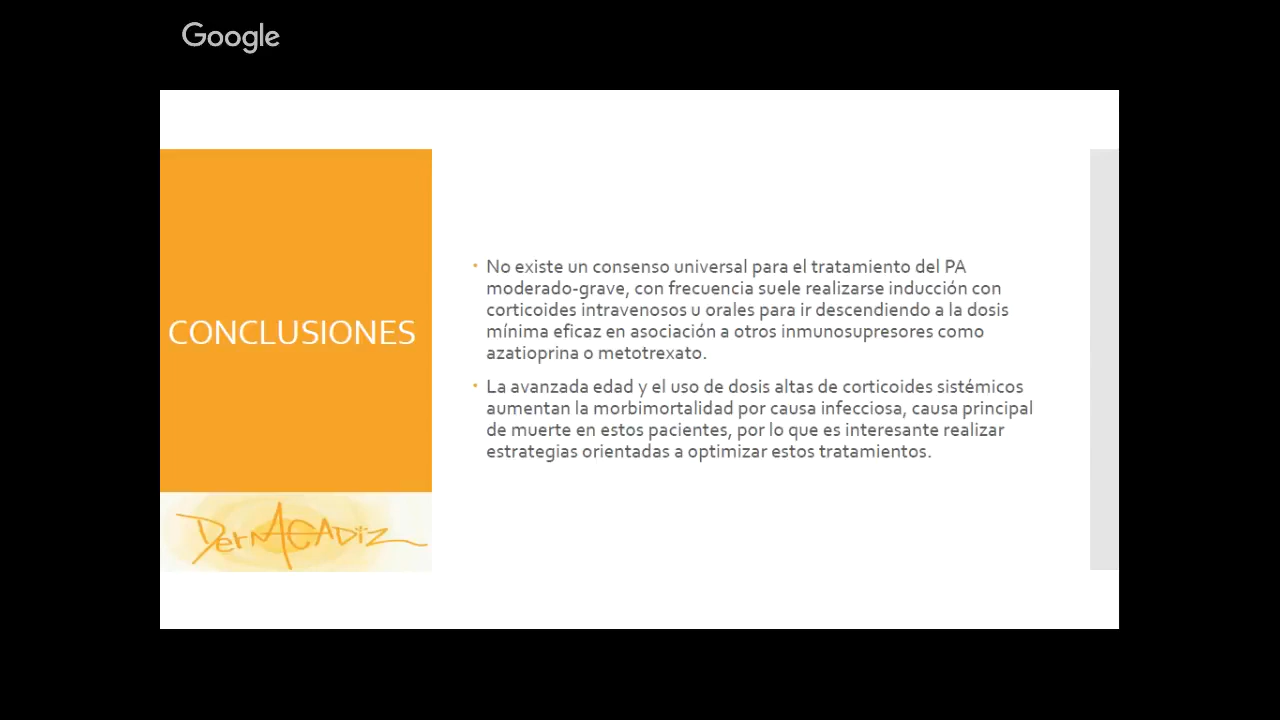 Google
CONCLUSIONES
• No existe un consenso universal para el tratamiento del PA
moderado-grave, con frecuencia suele realizarse inducción con
corticoides intravenosos u orales para ir descendiendo a la dosis
mínima eficaz en asociación a otros inmunosupresores como
azatioprina o metotrexato.
• La avanzada edad y el uso de dosis altas de corticoides sistémicos
aumentan la morbimortalidad por causa infecciosa, causa principal
de muerte en estos pacientes, por lo que es interesante realizar
estrategias orientadas a optimizar estos tratamientos.
DerMACADIZ